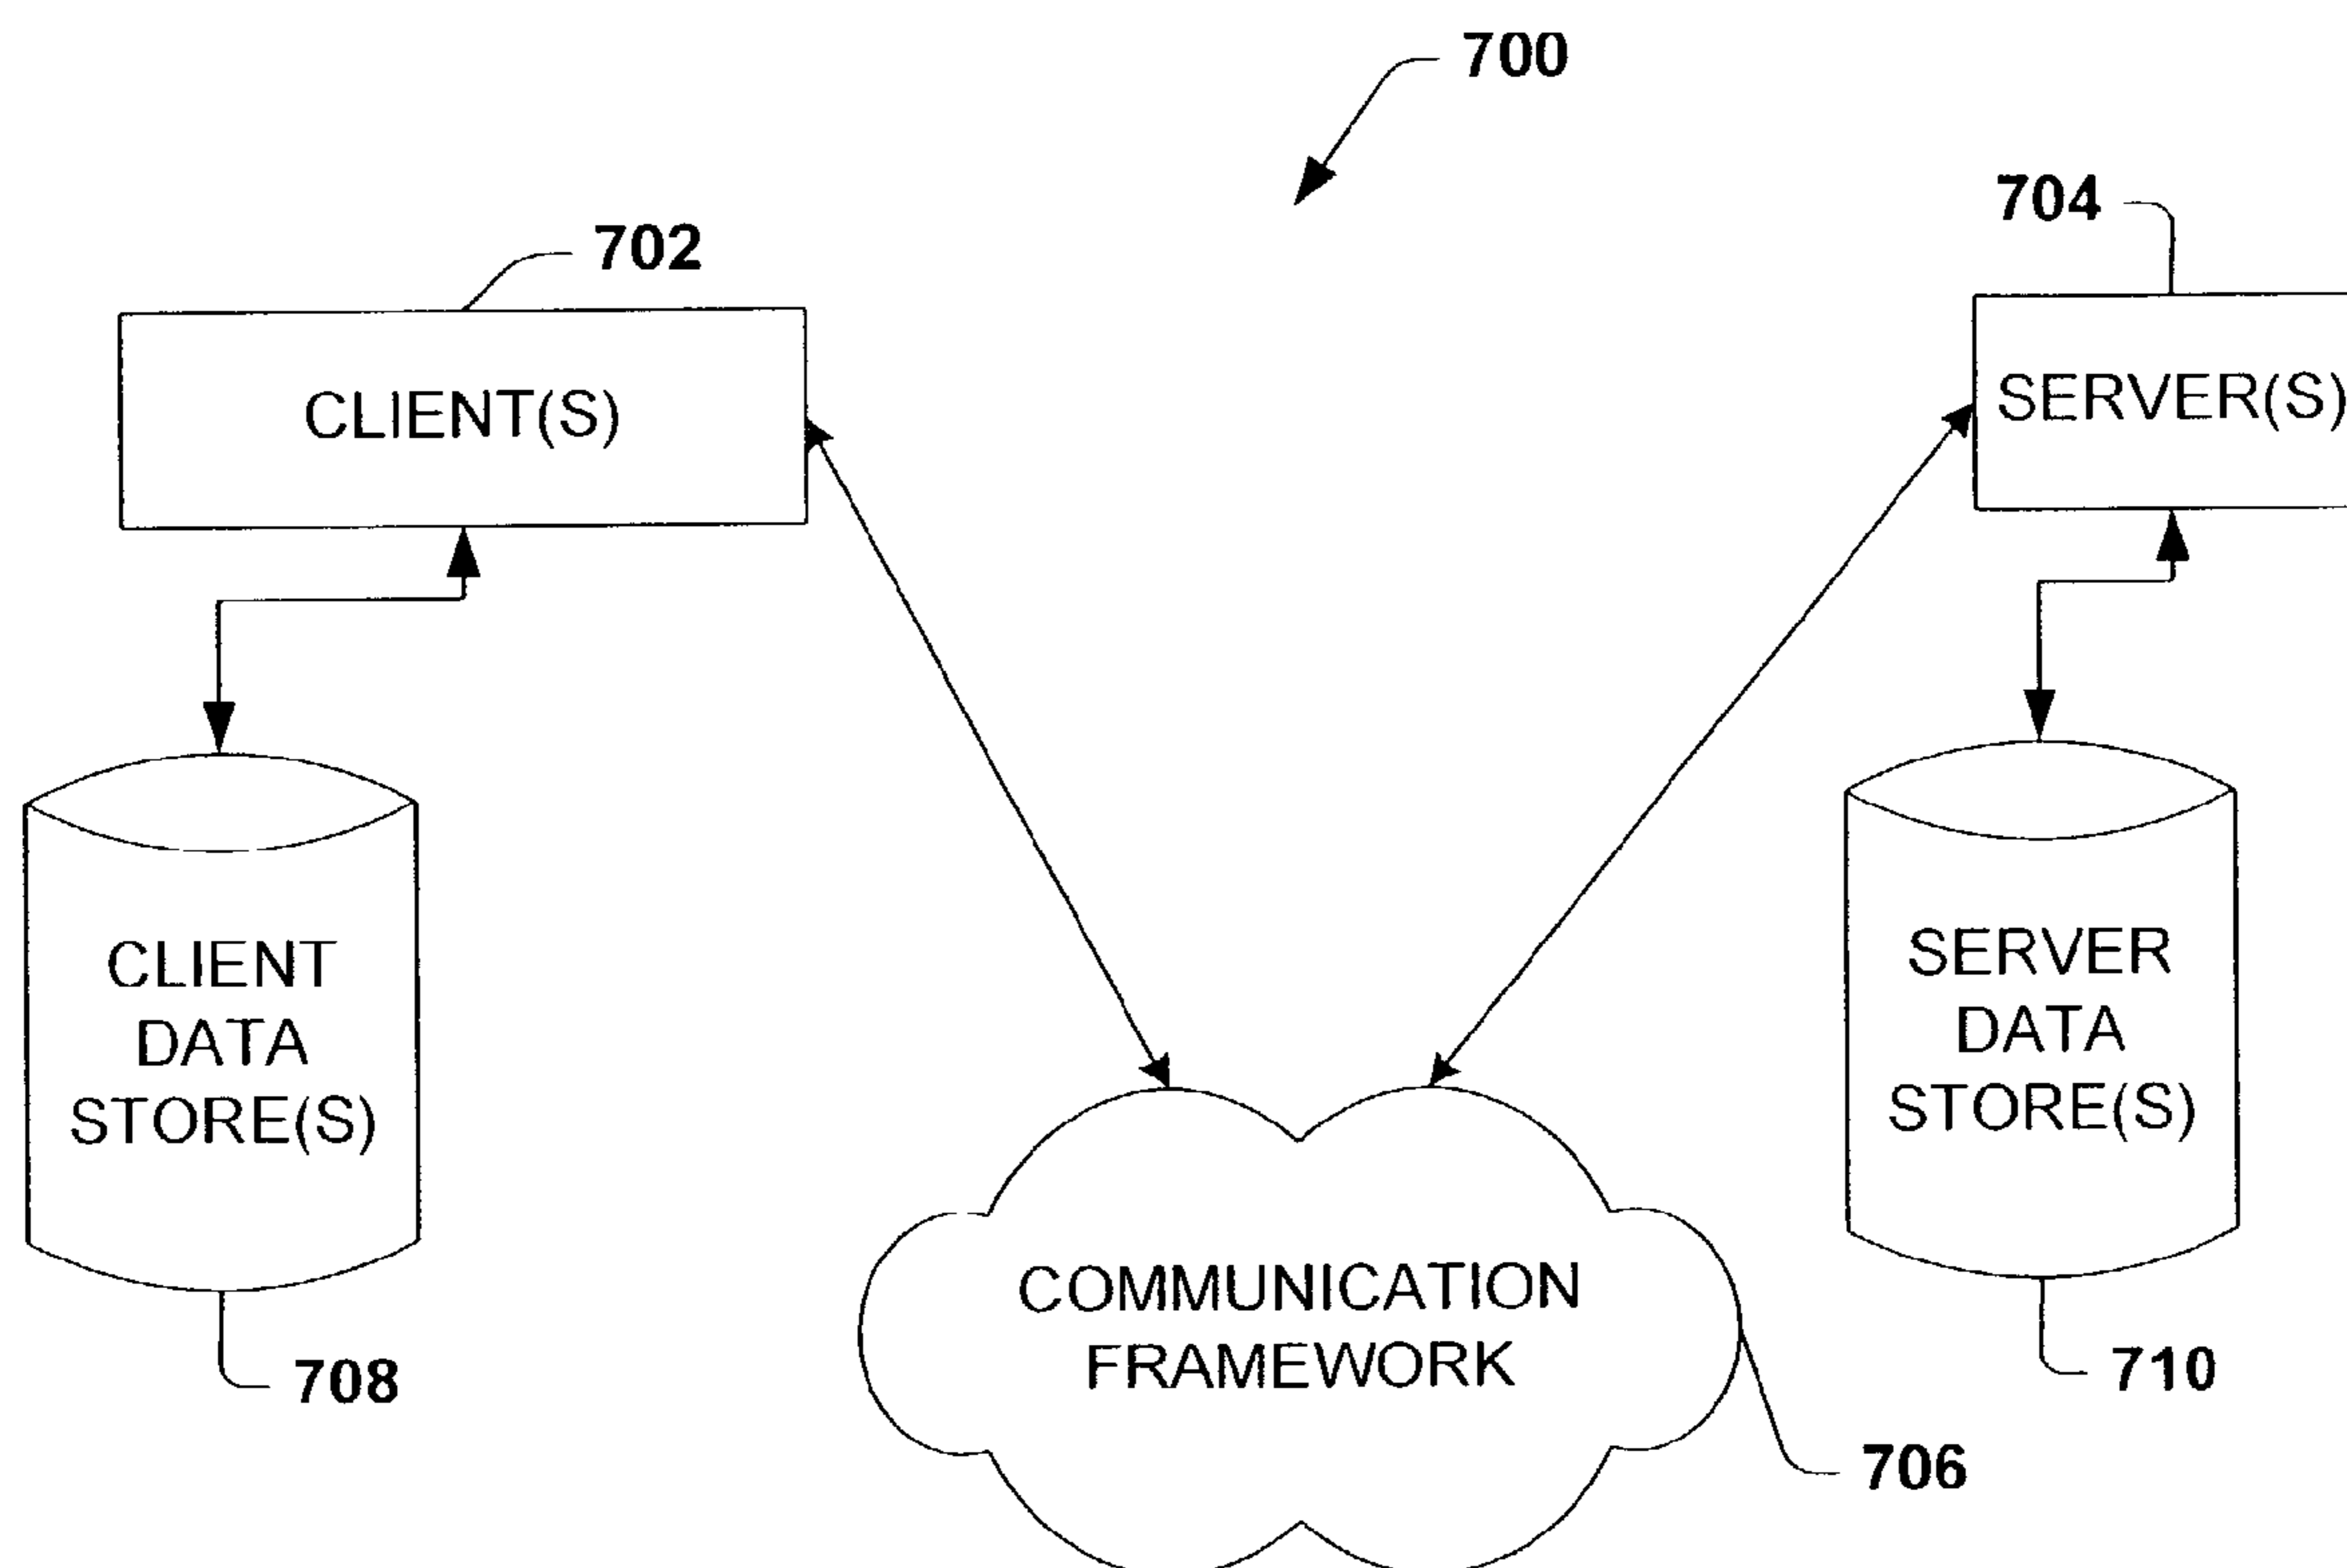 700
704
702
CLIENT(S)
SERVER(S)
CLIENT
DATA
STORE(S)
SERVER
DATA
STORE(S)
COMMUNICATION
FRAMEWORK
708
710
706